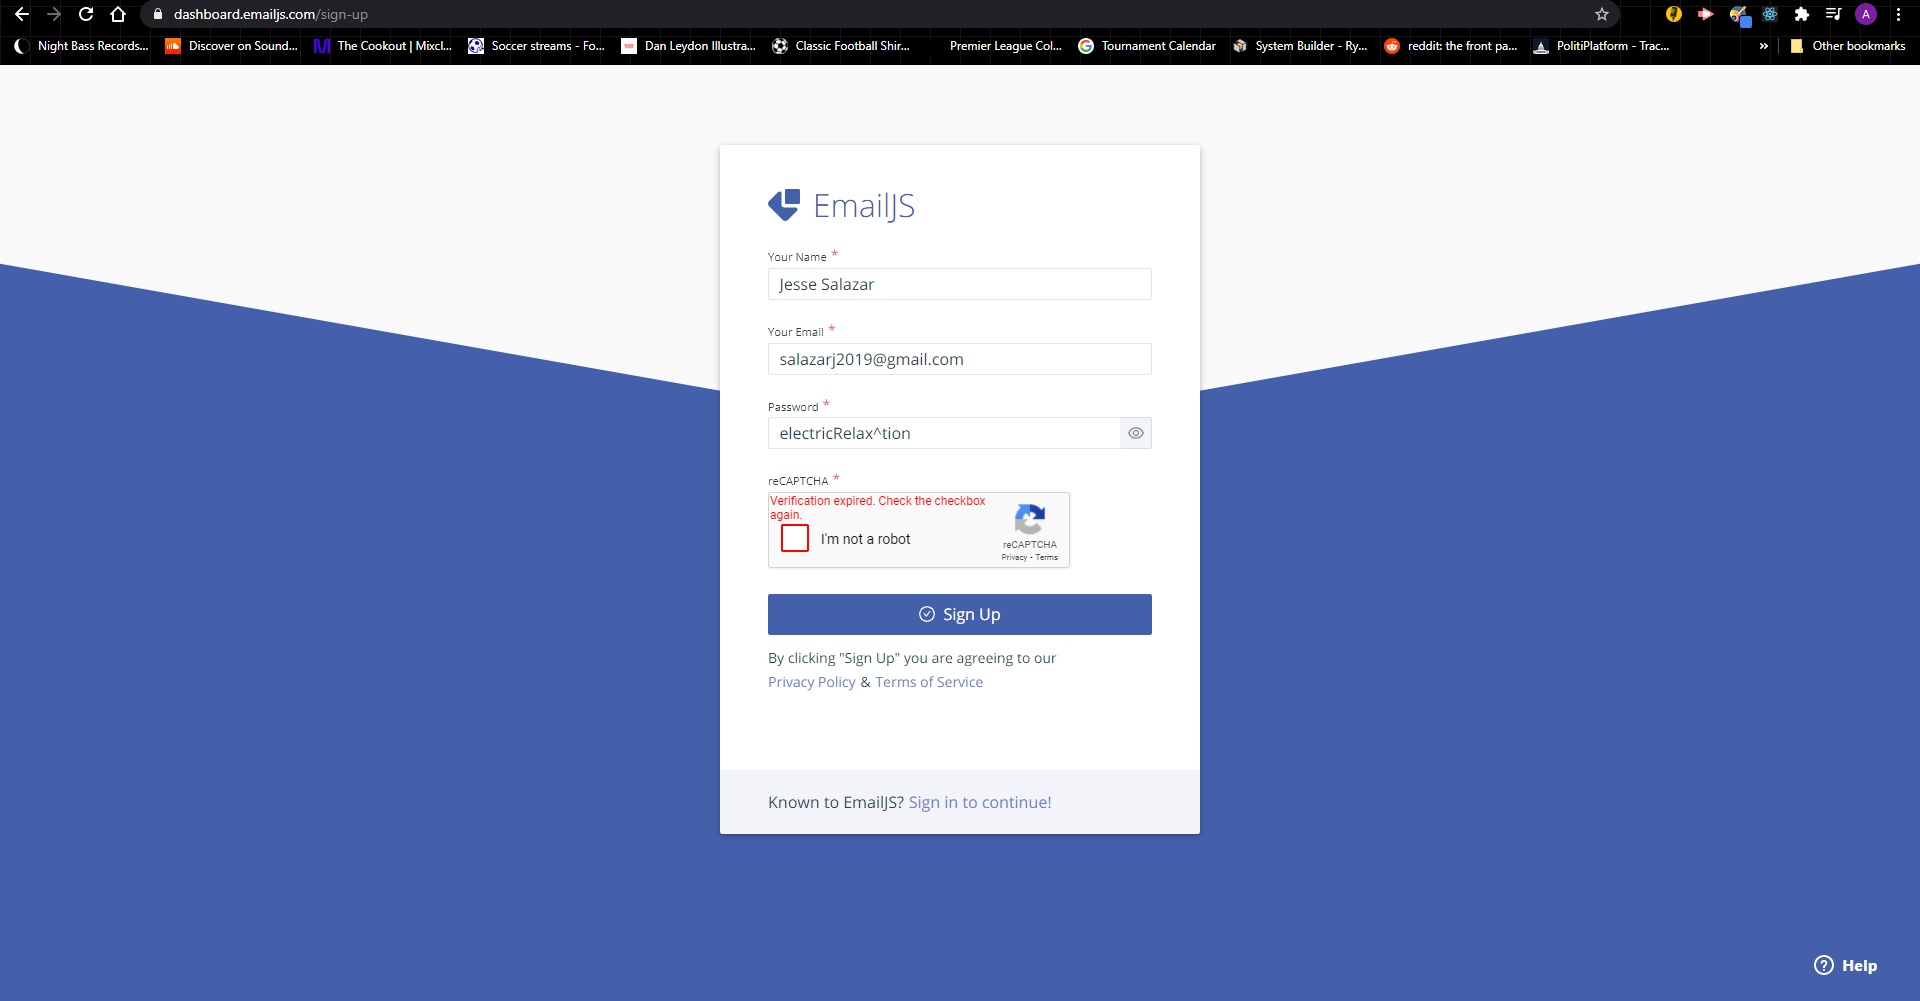 dashboard.emailjs.com/sign-up
A
Night Bass Records... Discover on Sound... The Cookout | Mixcl... Soccer streams - Fo... Dan Leydon Illustra... Classic Football Shir... Premier League Col... Tournament Calendar System Builder - Ry... reddit: the front pa... PolitiPlatform - Trac... » Other bookmarks
EmailJS
Your Name *
Jesse Salazar
Your Email *
salazarj2019@gmail.com
Password *
electricRelax^tion
reCAPTCHA *
Verification expired. Check the checkbox
again.
I'm not a robot
reCAPTCHA
Privacy - Terms
Sign Up
By clicking "Sign Up" you are agreeing to our
Privacy Policy & Terms of Service
Known to EmailJS? Sign in to continue!
Help